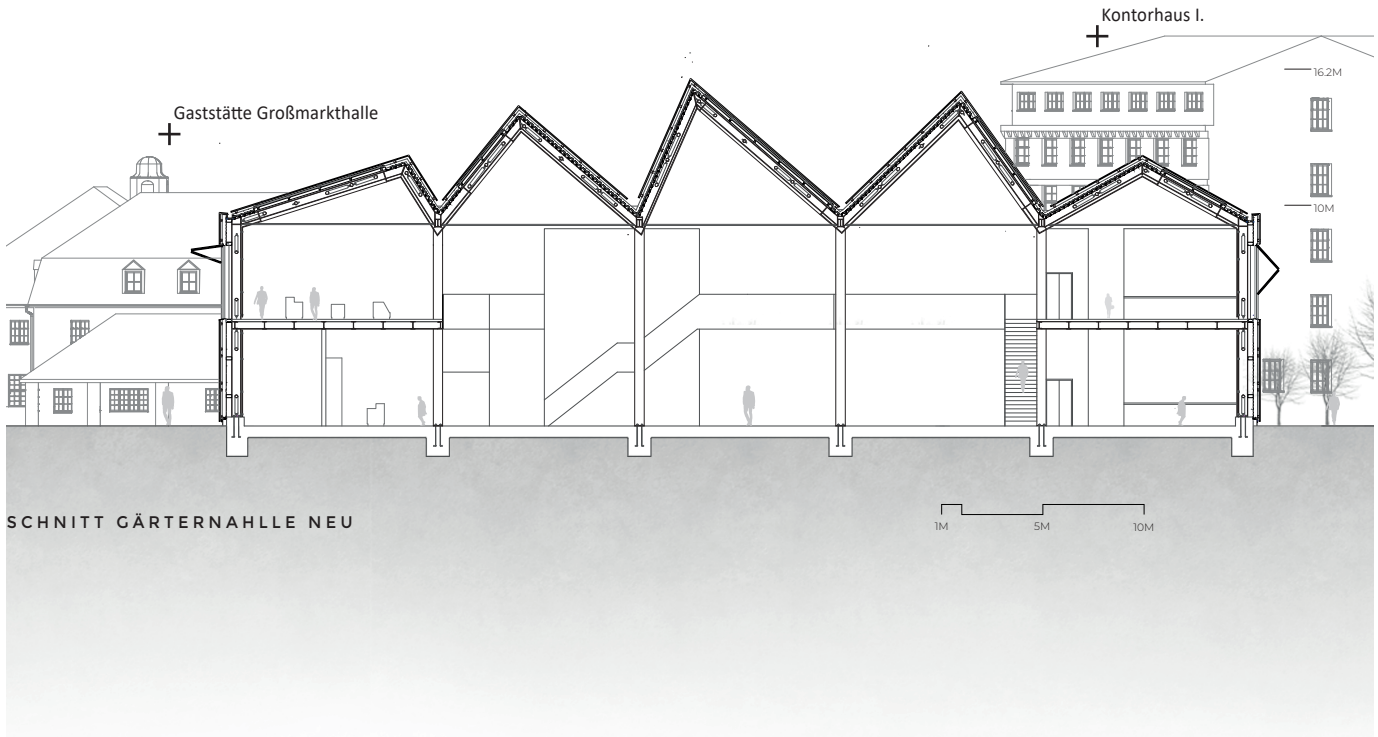 Kontorhaus I.
16.2M
Gaststätte Großmarkthalle
10M
SCHNITT GÄRTERNAHLLE NEU
1M 5M 10M